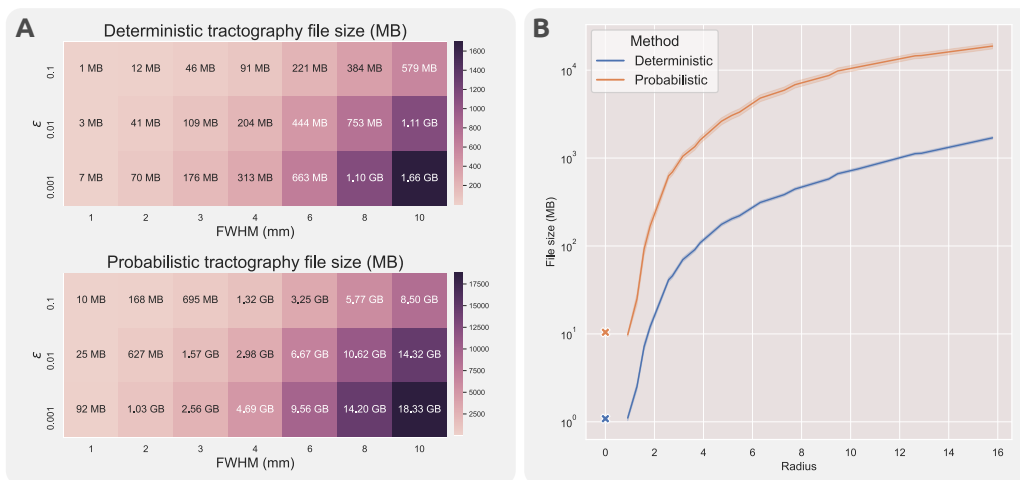 A
Deterministic tractography file size (MB)
0.1 1 MB 12 MB 46 MB 91 MB 221 MB 384 MB 579 MB
0.01 3 MB 41 MB 109 MB 204 MB 444 MB 753 MB 1.11 GB
0.001 7 MB 70 MB 176 MB 313 MB 663 MB 1.10 GB 1.66 GB
ε
1 2 3 4 6 8 10
FWHM (mm)
1600
1400
1200
1000
800
600
400
200
Probabilistic tractography file size (MB)
0.1 10 MB 168 MB 695 MB 1.32 GB 3.25 GB 5.77 GB 8.50 GB
0.01 25 MB 627 MB 1.57 GB 2.98 GB 6.67 GB 10.62 GB 14.32 GB
0.001 92 MB 1.03 GB 2.56 GB 4.69 GB 9.56 GB 14.20 GB 18.33 GB
ε
1 2 3 4 6 8 10
FWHM (mm)
17500
15000
12500
10000
7500
5000
2500
B
Method
Deterministic
Probabilistic
File size (MB)
10⁴
10³
10²
10¹
10⁰
0 2 4 6 8 10 12 14 16
Radius